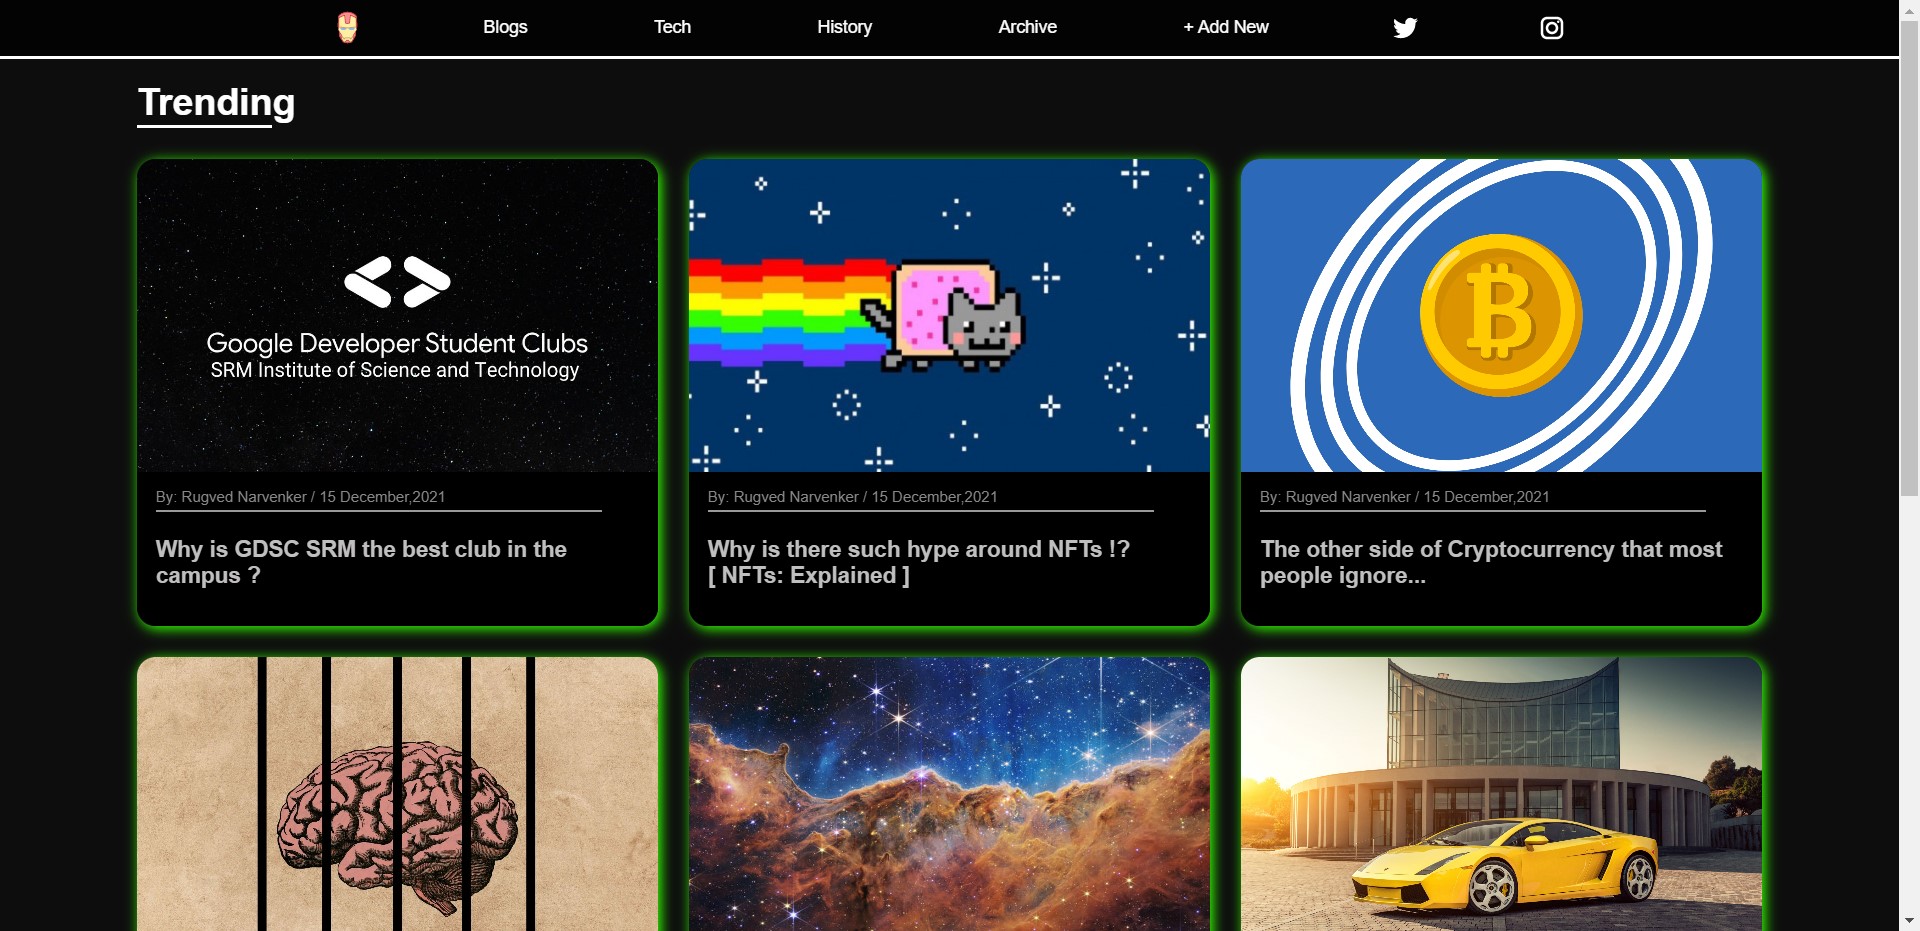 Blogs Tech History Archive + Add New
Trending
Google Developer Student Clubs
SRM Institute of Science and Technology
By: Rugved Narvenker / 15 December,2021
Why is GDSC SRM the best club in the
campus ?
By: Rugved Narvenker / 15 December,2021
Why is there such hype around NFTs !?
[ NFTs: Explained ]
By: Rugved Narvenker / 15 December,2021
The other side of Cryptocurrency that most
people ignore...